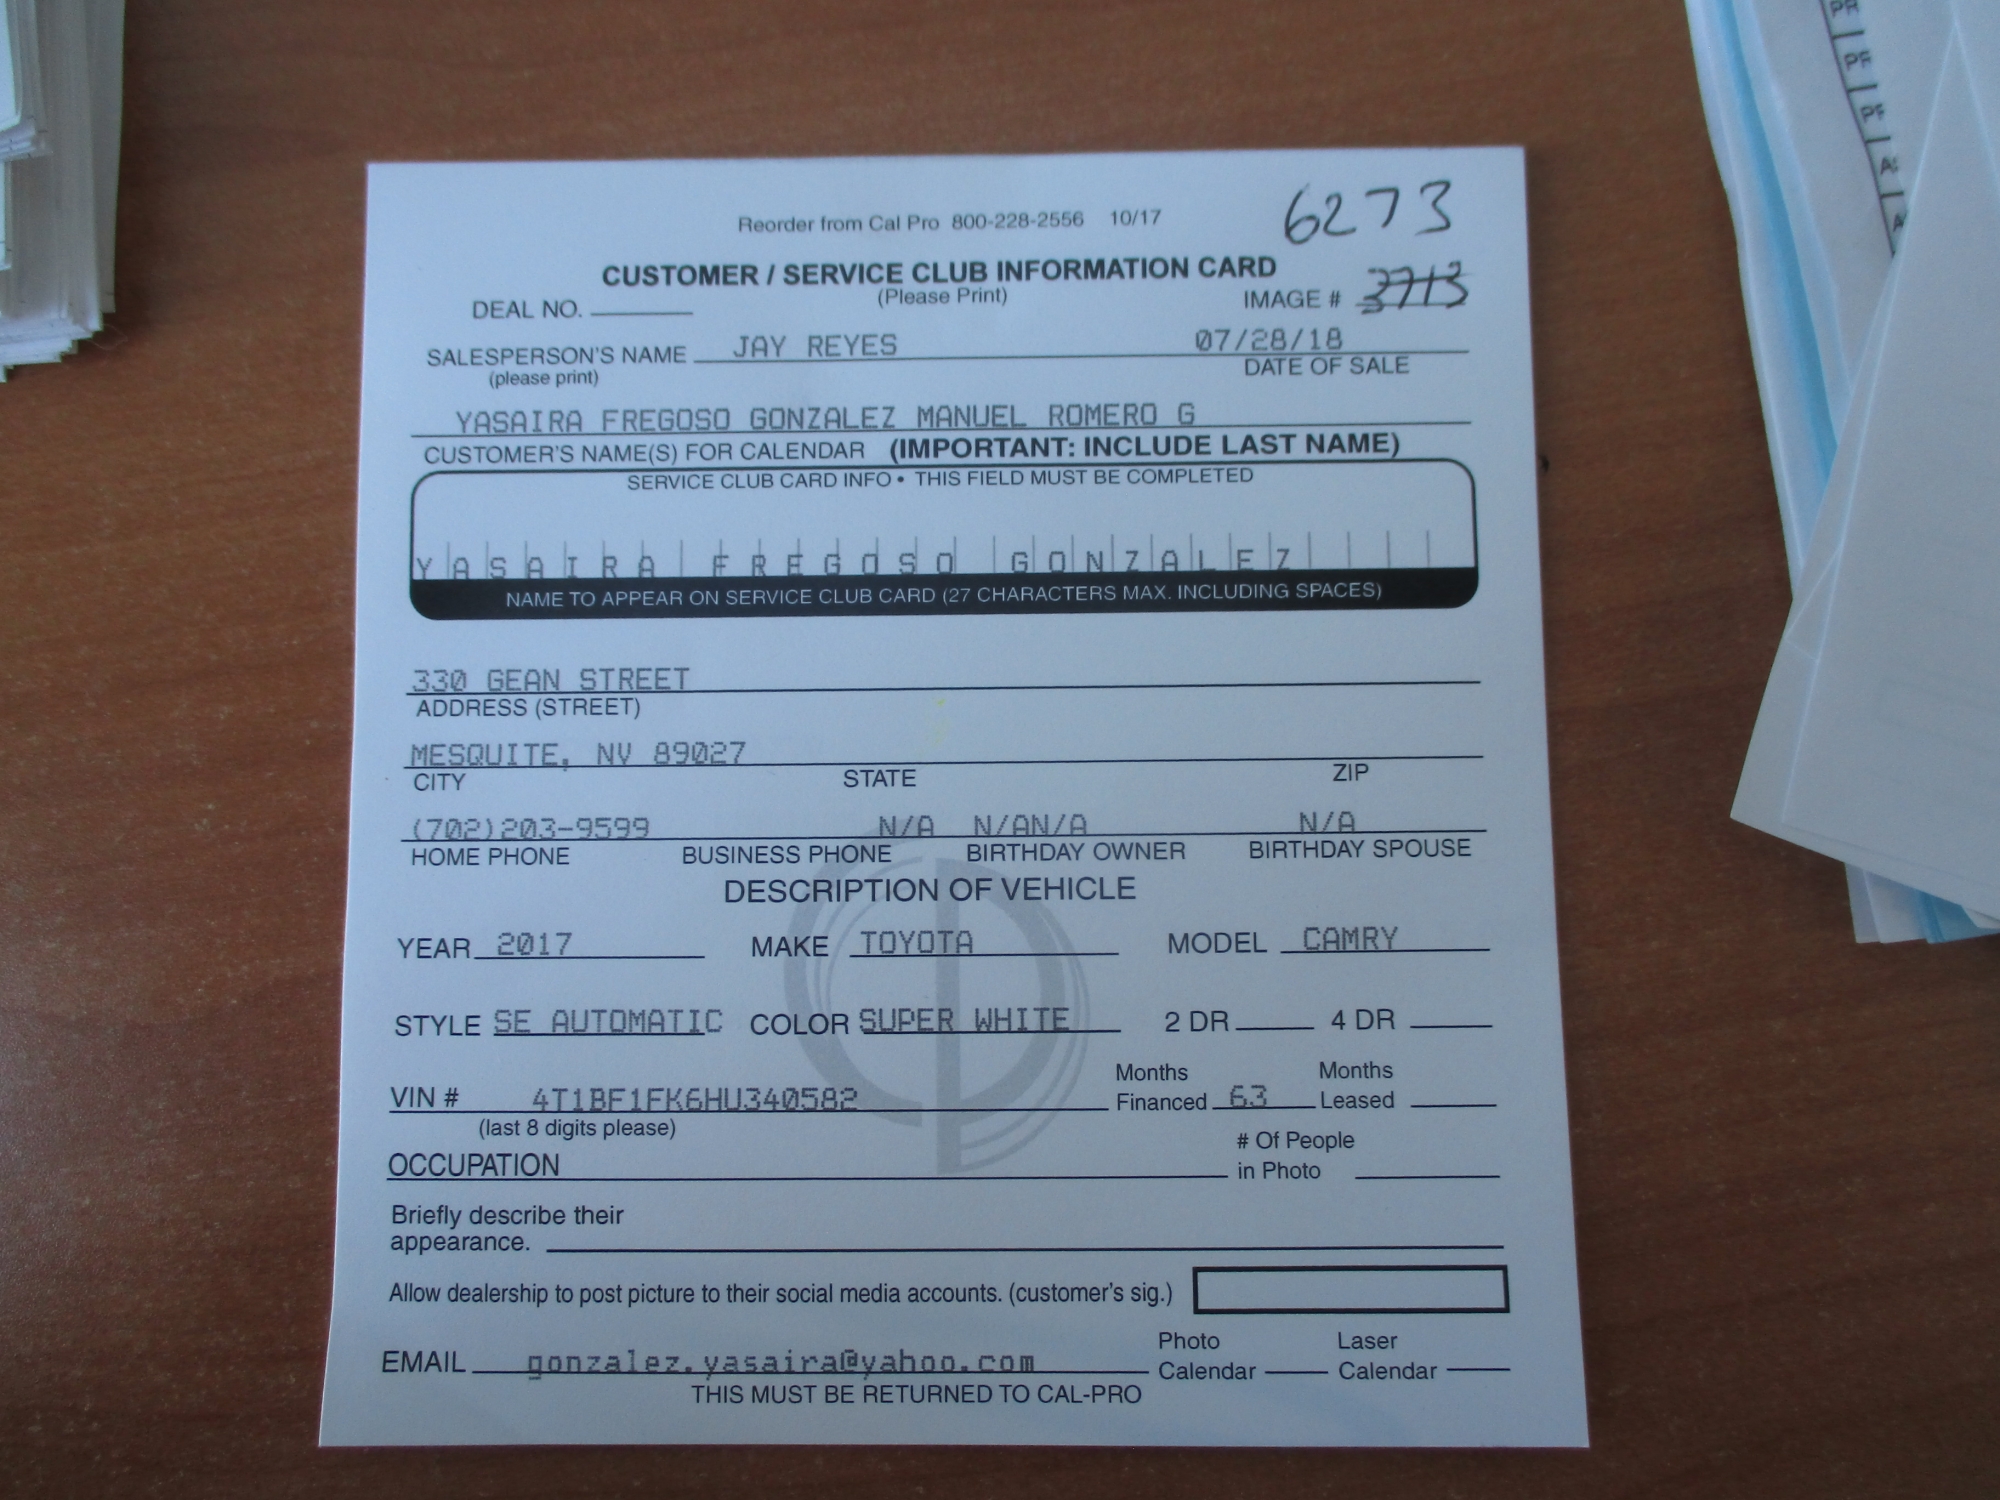 6273
Reorder from Cal Pro 800-228-2556 10/17
CUSTOMER / SERVICE CLUB INFORMATION CARD
(Please Print)
DEAL NO. IMAGE # 3713
SALESPERSON'S NAME JAY REYES 07/28/18
(please print) DATE OF SALE
YASAIRA FREGOSO GONZALEZ MANUEL ROMERO G
CUSTOMER'S NAME(S) FOR CALENDAR (IMPORTANT: INCLUDE LAST NAME)
SERVICE CLUB CARD INFO • THIS FIELD MUST BE COMPLETED
YASAIRA FREGOSO GONZALEZ
NAME TO APPEAR ON SERVICE CLUB CARD (27 CHARACTERS MAX. INCLUDING SPACES)
330 GEAN STREET
ADDRESS (STREET)
MESQUITE, NV 89027
CITY STATE ZIP
(702)203-9599 N/A N/AN/A N/A
HOME PHONE BUSINESS PHONE BIRTHDAY OWNER BIRTHDAY SPOUSE
DESCRIPTION OF VEHICLE
YEAR 2017 MAKE TOYOTA MODEL CAMRY
STYLE SE AUTOMATIC COLOR SUPER WHITE 2 DR 4 DR
Months Months
VIN # 4T1BF1FK6HU340582 Financed 63 Leased
(last 8 digits please)
# Of People
OCCUPATION in Photo
Briefly describe their
appearance.
Allow dealership to post picture to their social media accounts. (customer's sig.)
Photo Laser
EMAIL gonzalez.yasaira@yahoo.com Calendar Calendar
THIS MUST BE RETURNED TO CAL-PRO